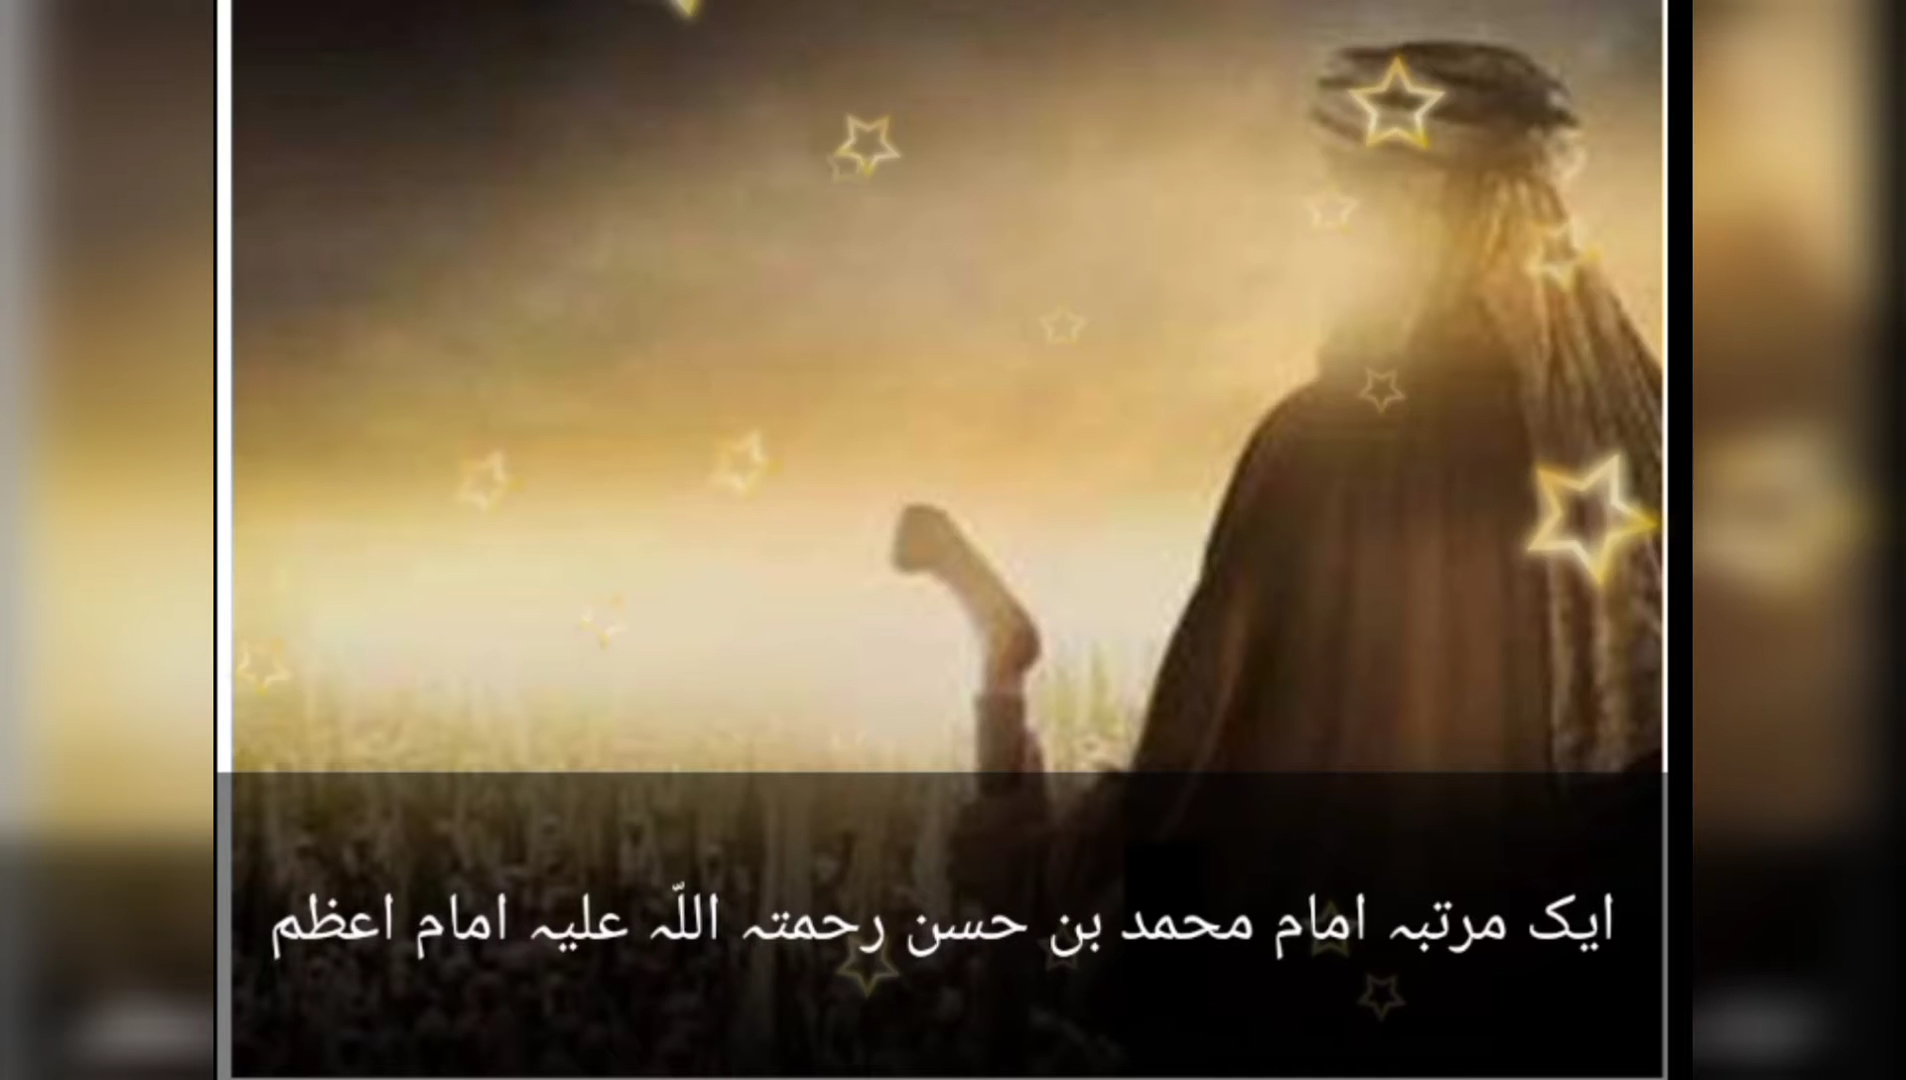 ایک مرتبہ امام محمد بن حسن رحمتہ اللّہ علیہ امام اعظم